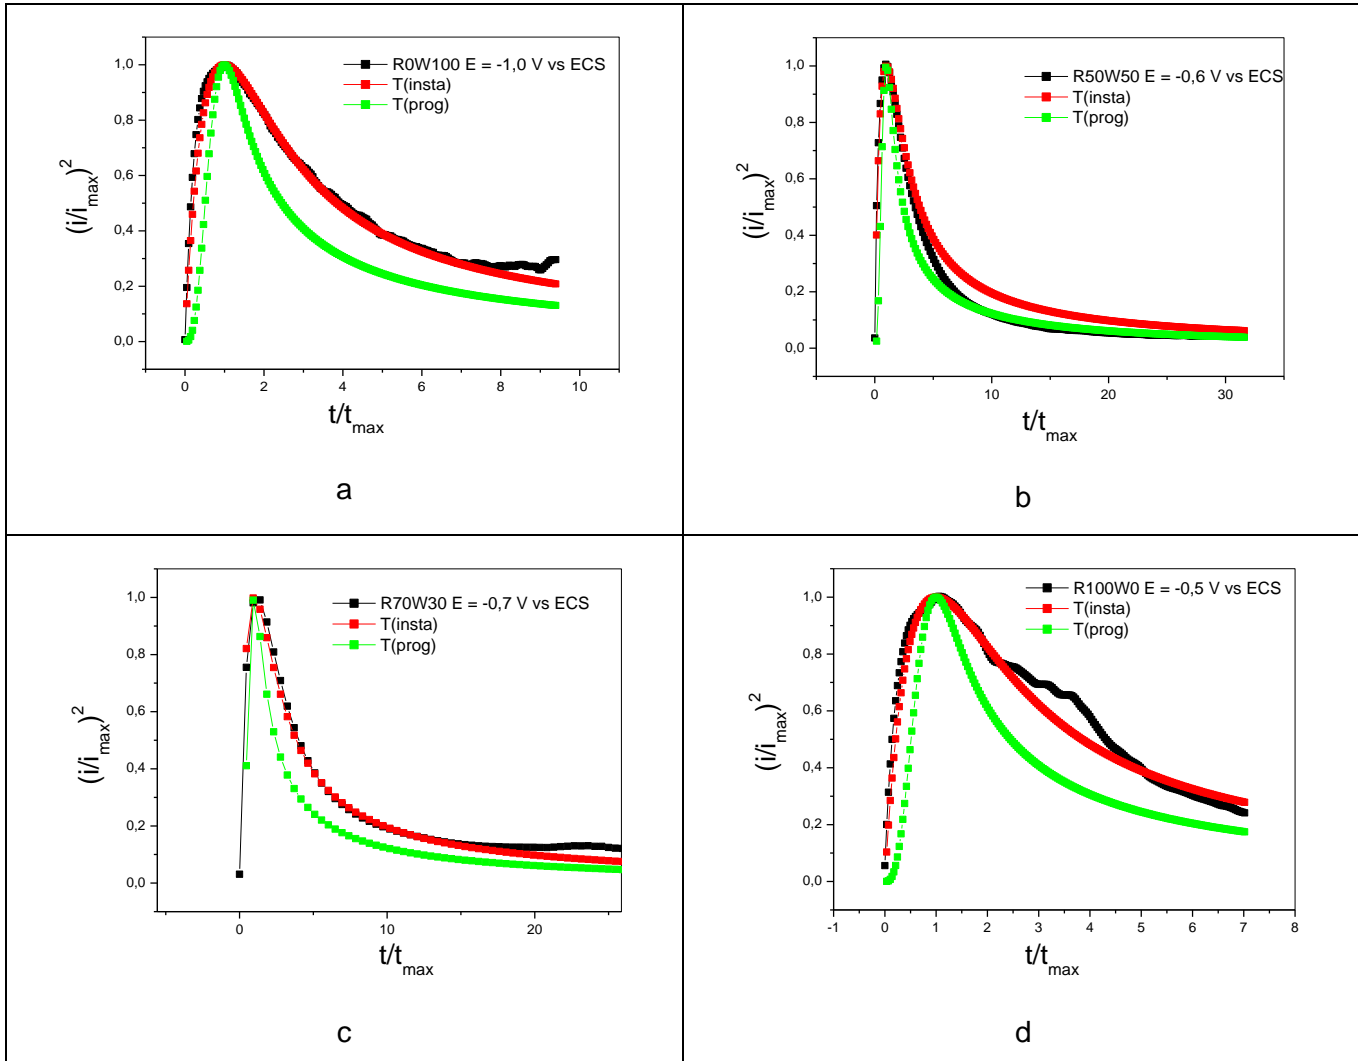 R0W100 E = -1,0 V vs ECS
T(insta)
T(prog)
1,0
0,8
0,6
0,4
0,2
0,0
(i/i_max)^2
0 2 4 6 8 10
t/t_max
a
R50W50 E = -0,6 V vs ECS
T(insta)
T(prog)
1,0
0,8
0,6
0,4
0,2
0,0
(i/i_max)^2
0 10 20 30
t/t_max
b
R70W30 E = -0,7 V vs ECS
T(insta)
T(prog)
1,0
0,8
0,6
0,4
0,2
0,0
(i/i_max)^2
0 10 20
t/t_max
c
R100W0 E = -0,5 V vs ECS
T(insta)
T(prog)
1,0
0,8
0,6
0,4
0,2
0,0
(i/i_max)^2
-1 0 1 2 3 4 5 6 7 8
t/t_max
d